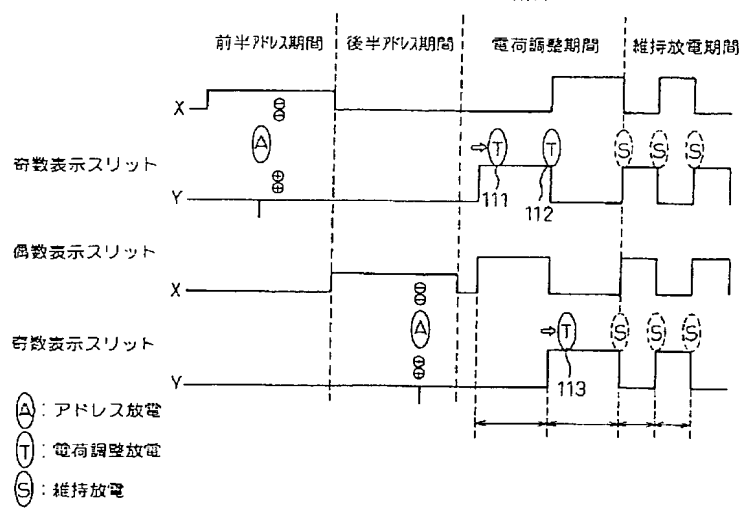 前半アドレス期間 後半アドレス期間 電荷調整期間 維持放電期間
X
⊖
⊖
奇数表示スリット A ⇨ T T S S S
⊕
⊕
Y
111 112
偶数表示スリット
X
⊖
⊖
奇数表示スリット A ⇨ T S S S
⊕
⊕
Y
113
A : アドレス放電
T : 電荷調整放電
S : 維持放電